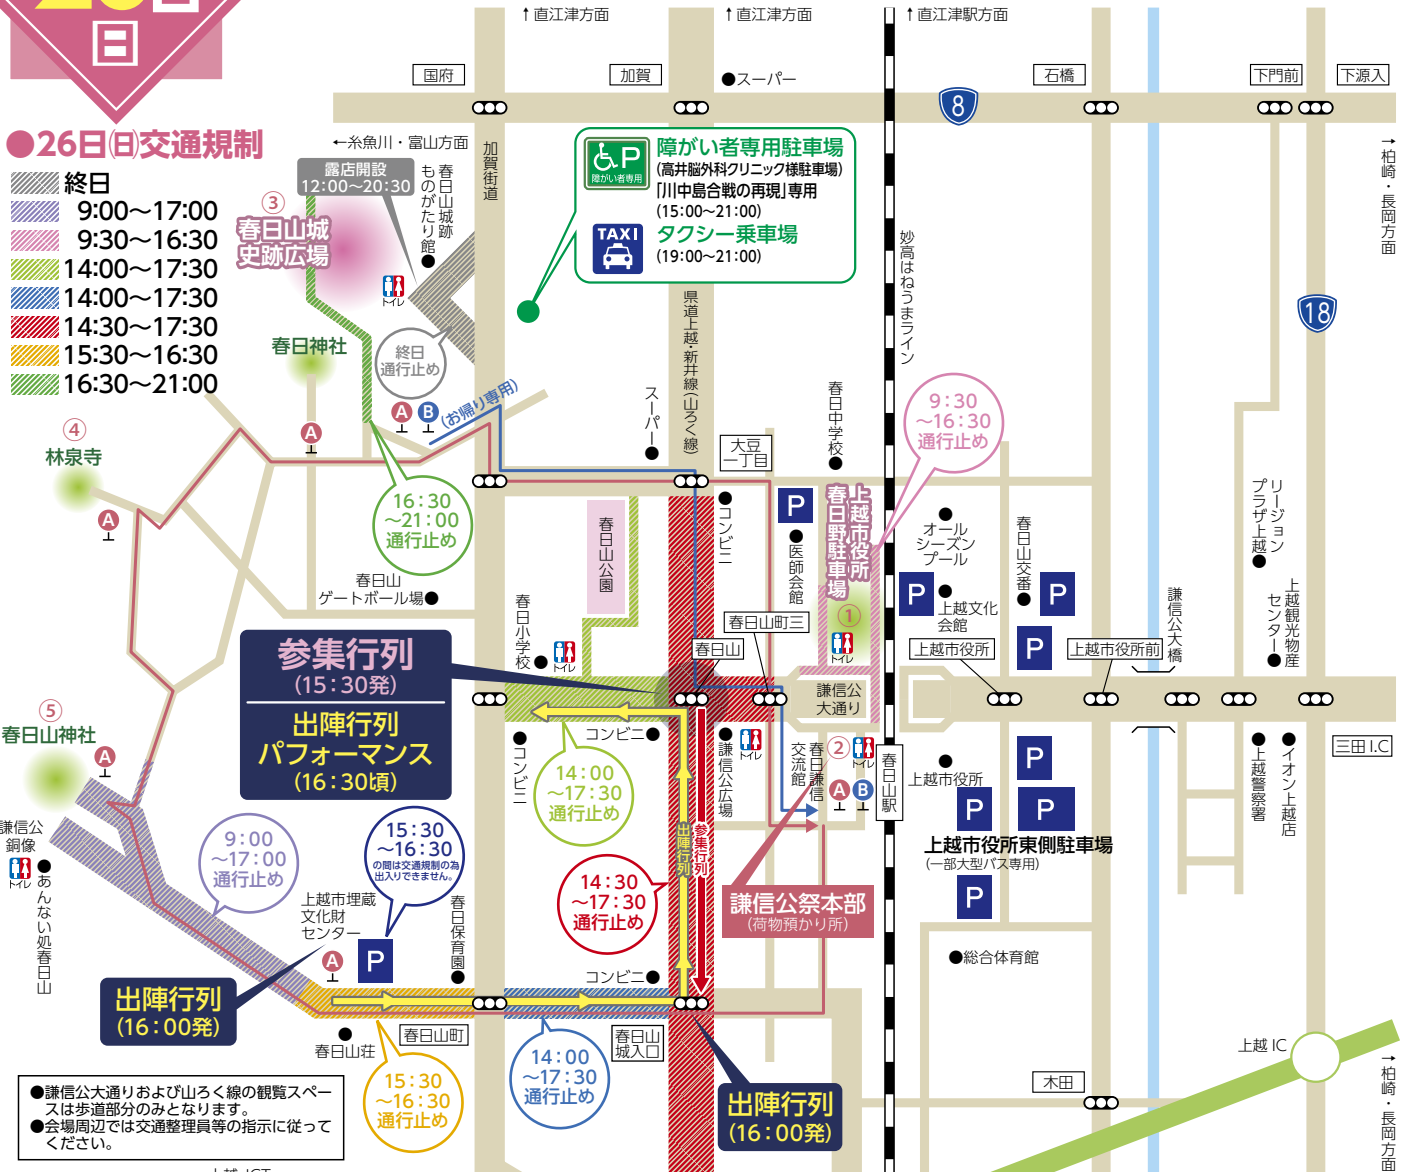 日
●26日(日)交通規制
終日
9:00〜17:00
9:30〜16:30
14:00〜17:30
14:00〜17:30
14:30〜17:30
15:30〜16:30
16:30〜21:00
↑直江津方面
↑直江津方面
↑直江津駅方面
国府
加賀
●スーパー
石橋
下門前
下源入
8
18
←糸魚川・富山方面
加賀街道
→柏崎・長岡方面
露店開設
12:00〜20:30
春日山城跡
ものがたり館●
③
春日山城
史跡広場
トイレ
P
障がい者専用
障がい者専用駐車場
(高井脳外科クリニック様駐車場)
「川中島合戦の再現」専用
(15:00〜21:00)
TAXI
タクシー乗車場
(19:00〜21:00)
妙高はねうまライン
県道上越・新井線(山ろく線)
終日
通行止め
春日神社
A
A
B
(お帰り専用)
④
林泉寺
A
16:30
〜21:00
通行止め
スーパー●
大豆
一丁目
春日中学校●
9:30
〜16:30
通行止め
コンビニ
P
医師会館
上越市役所
春日野駐車場
①
トイレ
オール
シーズン
プール
P
上越文化
会館
春日山交番
P
P
リージョン
プラザ上越●
上越観光物産
センター●
謙信公大橋
春日山公園
春日山
ゲートボール場●
春日小学校●
トイレ
春日山町三
春日山
上越市役所
上越市役所前
謙信公
大通り
参集行列
(15:30発)
出陣行列
パフォーマンス
(16:30頃)
⑤
春日山神社
A
コンビニ
コンビニ●
謙信公広場
トイレ
春日謙信
交流館
②
トイレ
A
B
春日山駅
上越市役所
P
P
P
上越市役所東側駐車場
(一部大型バス専用)
P
上越警察署
イオン上越店
三田I.C
14:00
〜17:30
通行止め
出陣行列
参集行列
謙信公
銅像
トイレ
あんない処春日山
9:00
〜17:00
通行止め
15:30
〜16:30
の間は交通規制の為
出入りできません。
上越市埋蔵
文化財
センター
A
P
春日保育園●
14:30
〜17:30
通行止め
謙信公祭本部
(荷物預かり所)
●総合体育館
コンビニ●
出陣行列
(16:00発)
春日山荘
春日山町
春日山
城入口
15:30
〜16:30
通行止め
14:00
〜17:30
通行止め
出陣行列
(16:00発)
木田
上越 IC
→柏崎・長岡方面
●謙信公大通りおよび山ろく線の観覧スペー
スは歩道部分のみとなります。
●会場周辺では交通整理員等の指示に従って
ください。